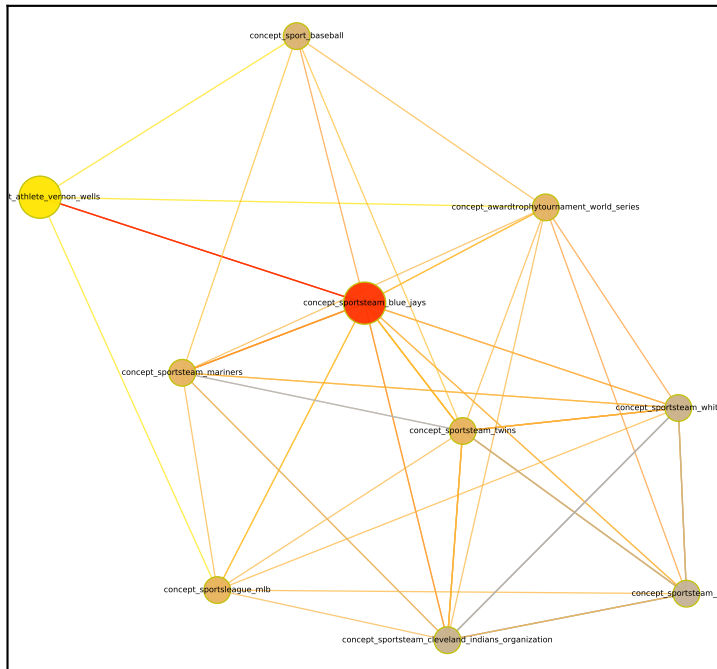 concept_sport_baseball
t_athlete_vernon_wells
concept_awardtrophytournament_world_series
concept_sportsteam_blue_jays
concept_sportsteam_mariners
concept_sportsteam_whit
concept_sportsteam_twins
concept_sportsleague_mlb
concept_sportsteam_
concept_sportsteam_cleveland_indians_organization